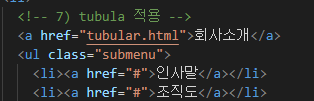 <!-- 7) tubula 적용 -->
<a href="tubular.html">회사소개</a>
<ul class="submenu">
<li><a href="#">인사말</a></li>
<li><a href="#">조직도</a></li>